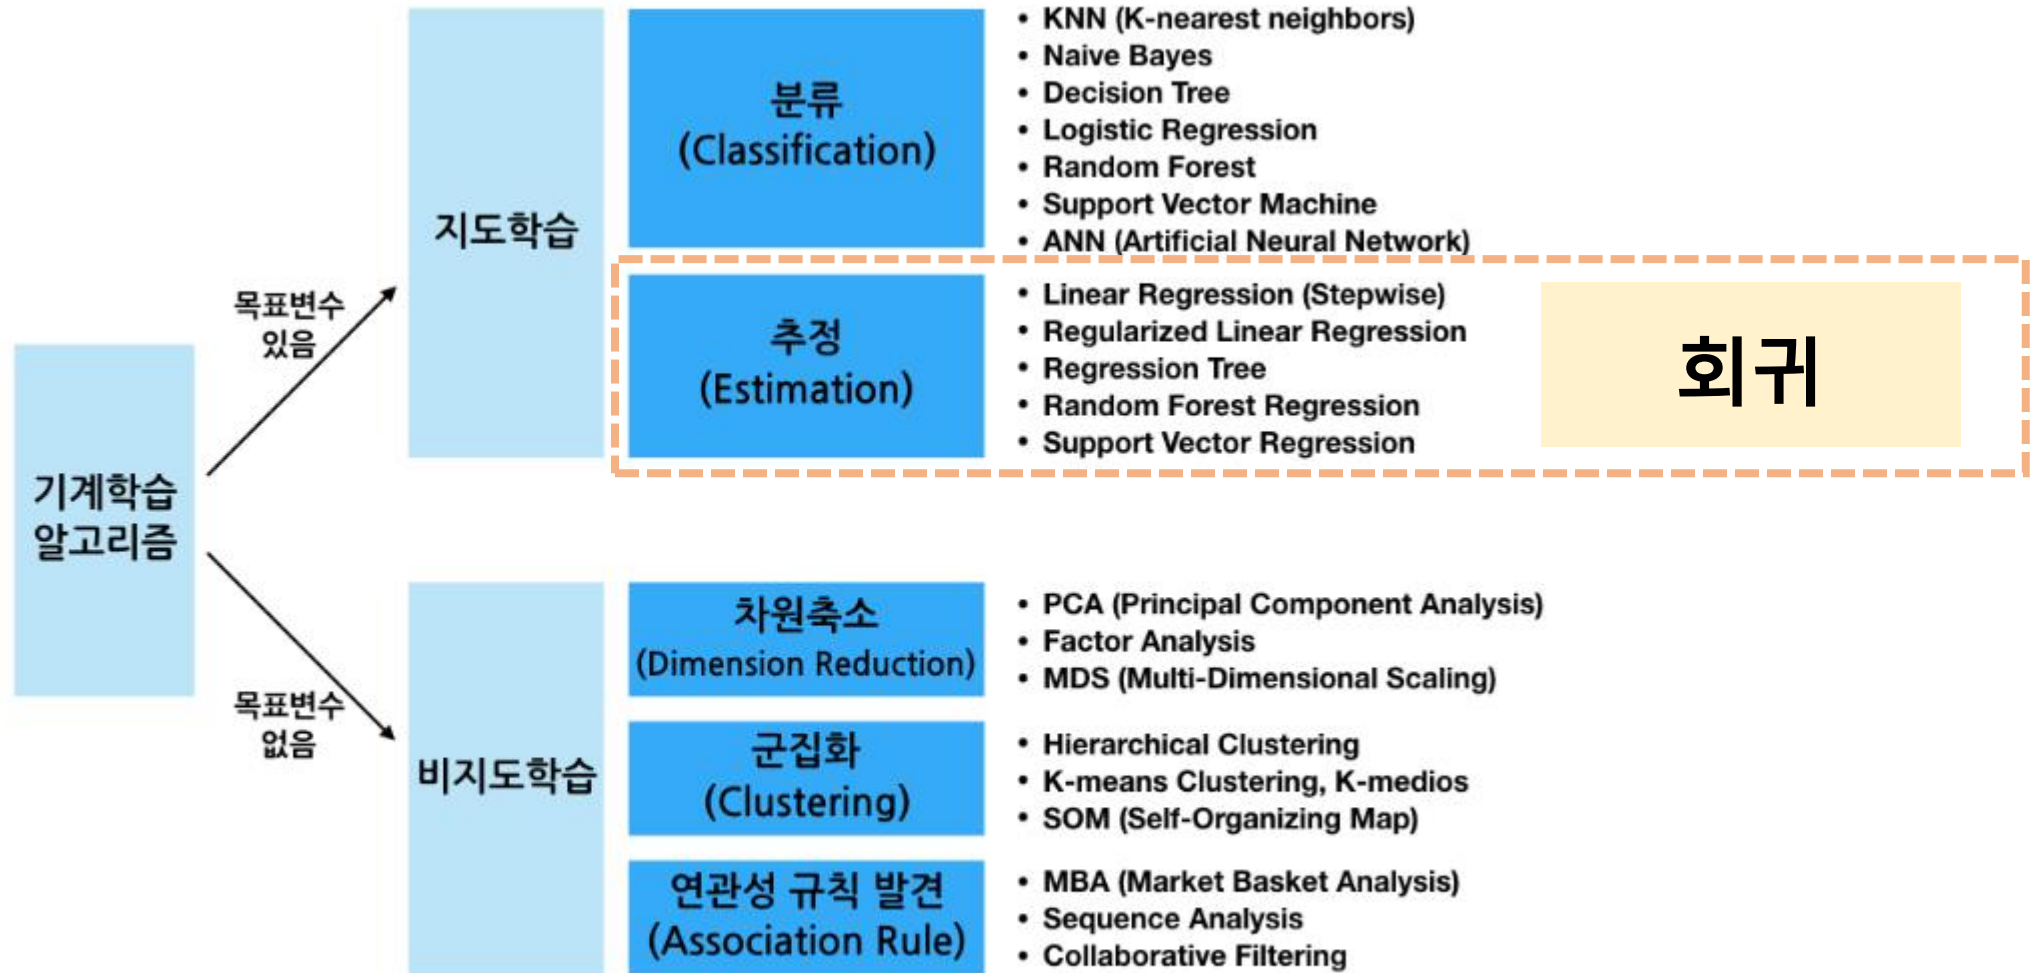 기계학습
알고리즘
목표변수
있음
목표변수
없음
지도학습
분류
(Classification)
• KNN (K-nearest neighbors)
• Naive Bayes
• Decision Tree
• Logistic Regression
• Random Forest
• Support Vector Machine
• ANN (Artificial Neural Network)
추정
(Estimation)
• Linear Regression (Stepwise)
• Regularized Linear Regression
• Regression Tree
• Random Forest Regression
• Support Vector Regression
회귀
비지도학습
차원축소
(Dimension Reduction)
• PCA (Principal Component Analysis)
• Factor Analysis
• MDS (Multi-Dimensional Scaling)
군집화
(Clustering)
• Hierarchical Clustering
• K-means Clustering, K-medios
• SOM (Self-Organizing Map)
연관성 규칙 발견
(Association Rule)
• MBA (Market Basket Analysis)
• Sequence Analysis
• Collaborative Filtering